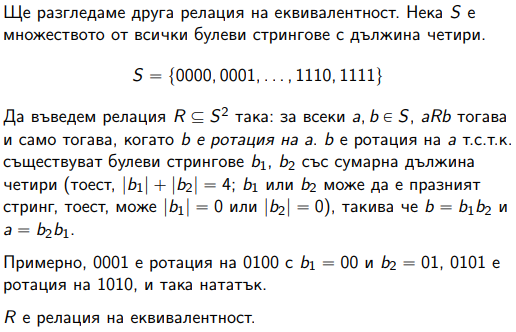 Ще разгледаме друга релация на еквивалентност. Нека S е
множеството от всички булеви стрингове с дължина четири.
S = {0000, 0001, . . . , 1110, 1111}
Да въведем релация R ⊆ S² така: за всеки a, b ∈ S, aRb тогава
и само тогава, когато b е ротация на a. b е ротация на a т.с.т.к.
съществуват булеви стрингове b₁, b₂ със сумарна дължина
четири (тоест, |b₁| + |b₂| = 4; b₁ или b₂ може да е празният
стринг, тоест, може |b₁| = 0 или |b₂| = 0), такива че b = b₁b₂ и
a = b₂b₁.
Примерно, 0001 е ротация на 0100 с b₁ = 00 и b₂ = 01, 0101 е
ротация на 1010, и така нататък.
R е релация на еквивалентност.